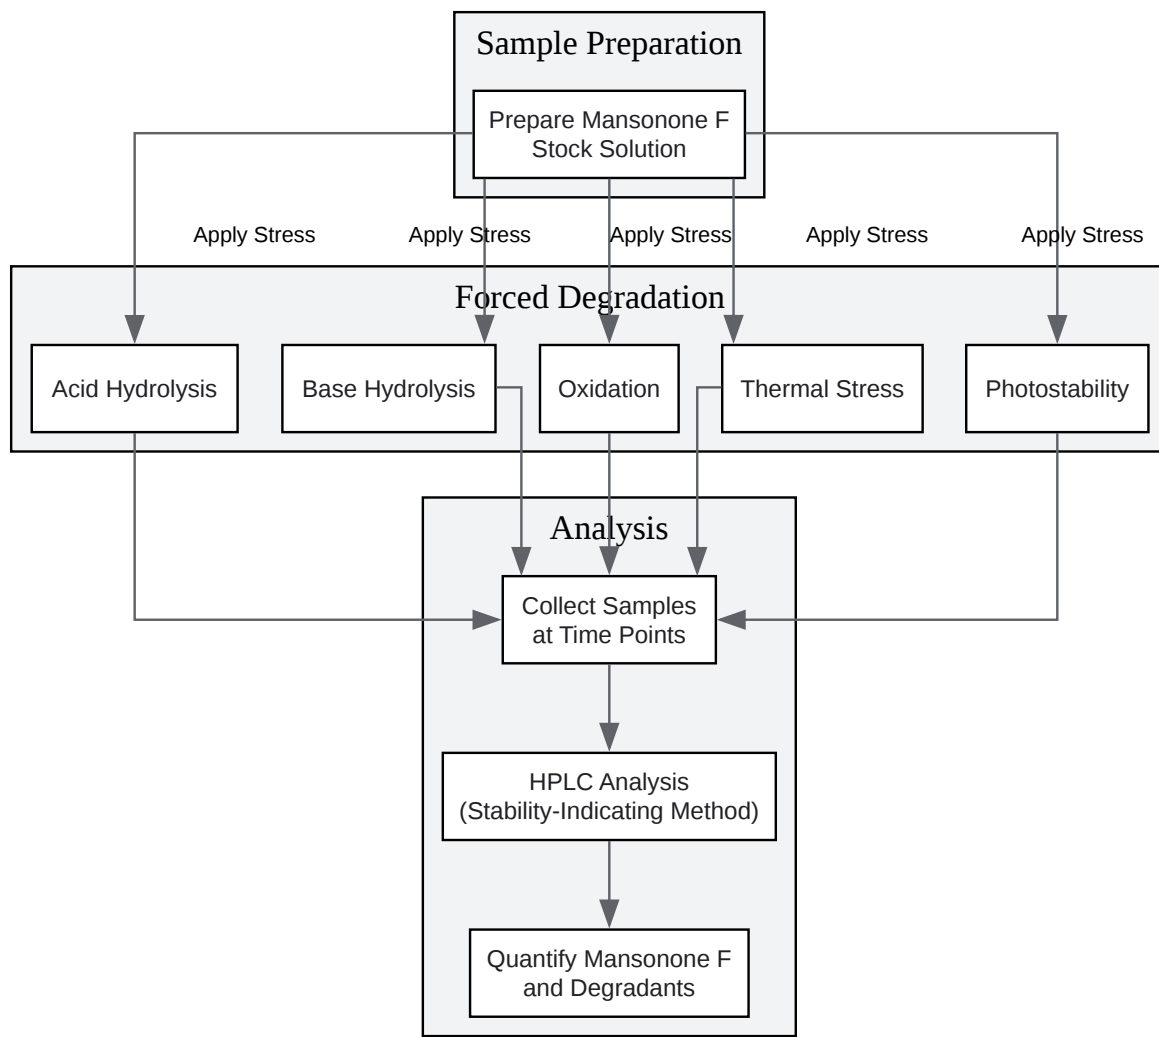 Sample Preparation
Prepare Mansonone F
Stock Solution
Apply Stress
Apply Stress
Apply Stress
Apply Stress
Apply Stress
Forced Degradation
Acid Hydrolysis
Base Hydrolysis
Oxidation
Thermal Stress
Photostability
Analysis
Collect Samples
at Time Points
HPLC Analysis
(Stability-Indicating Method)
Quantify Mansonone F
and Degradants